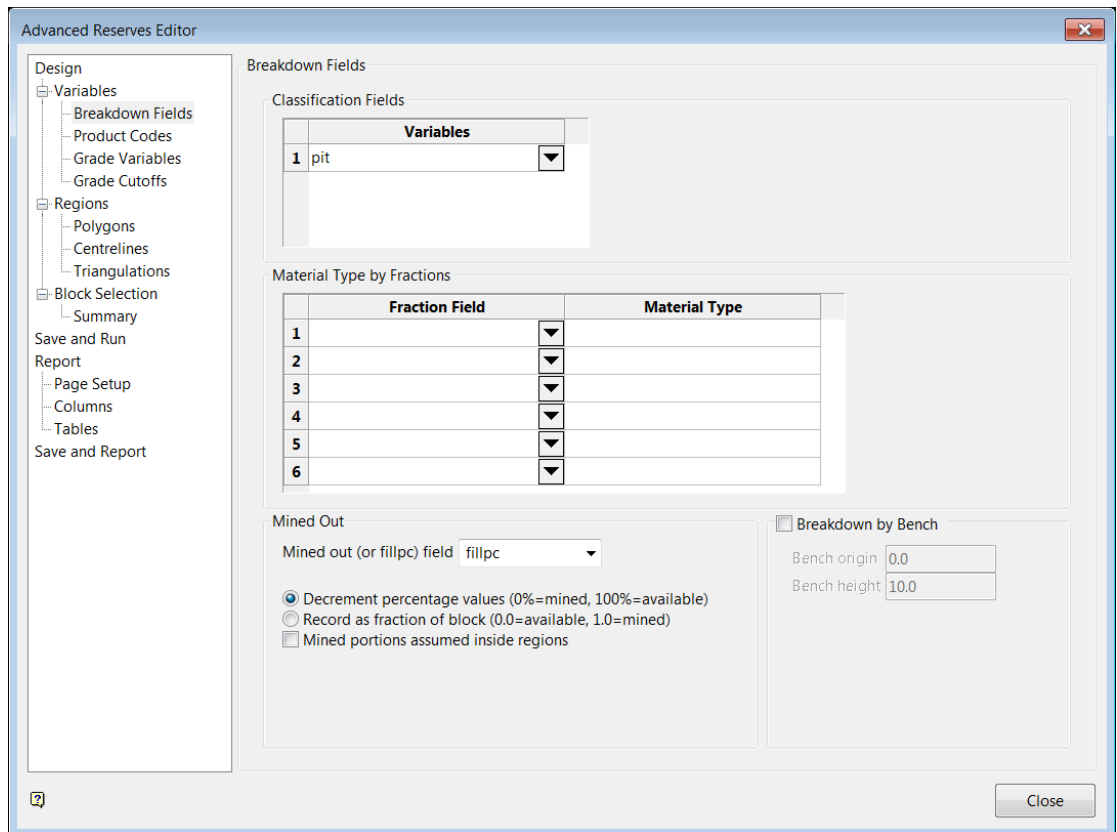 Advanced Reserves Editor
Design
Variables
Breakdown Fields
Product Codes
Grade Variables
Grade Cutoffs
Regions
Polygons
Centrelines
Triangulations
Block Selection
Summary
Save and Run
Report
Page Setup
Columns
Tables
Save and Report
Breakdown Fields
Classification Fields
Variables
1 pit
Material Type by Fractions
Fraction Field Material Type
1
2
3
4
5
6
Mined Out
Mined out (or fillpc) field fillpc
Decrement percentage values (0%=mined, 100%=available)
Record as fraction of block (0.0=available, 1.0=mined)
Mined portions assumed inside regions
Breakdown by Bench
Bench origin 0.0
Bench height 10.0
?
Close